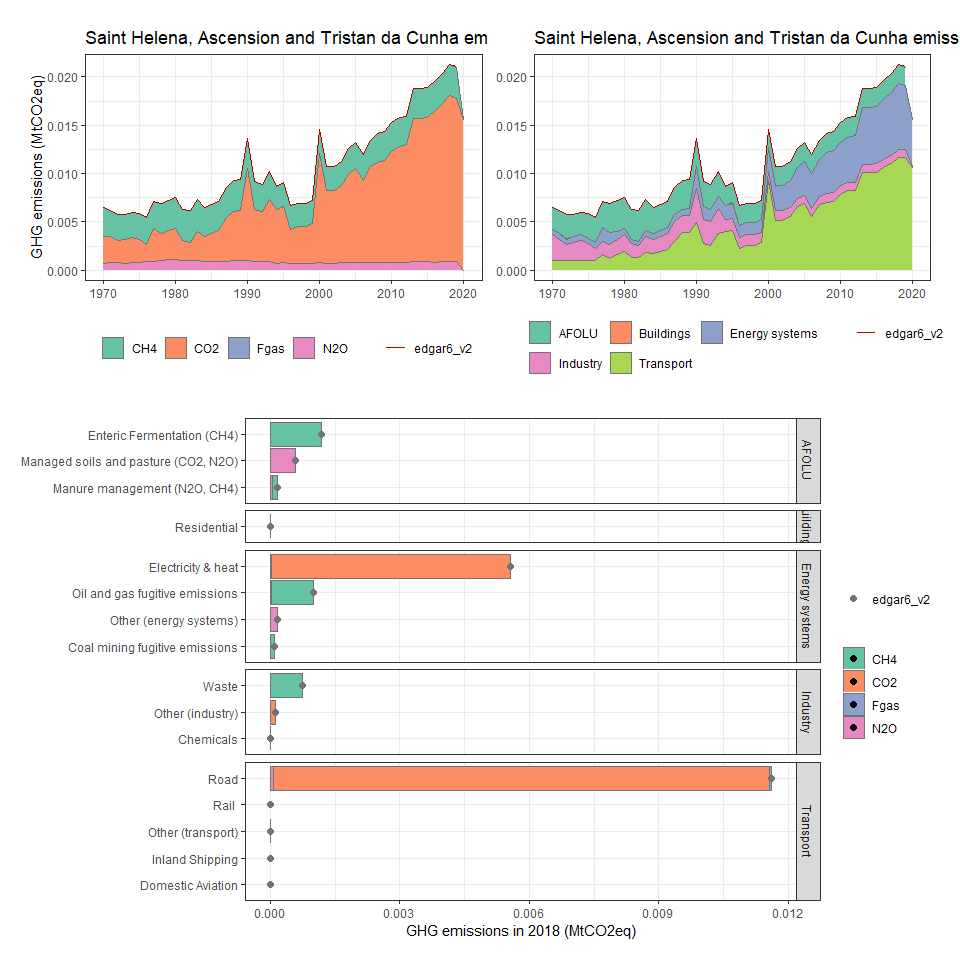 Saint Helena, Ascension and Tristan da Cunha em
GHG emissions (MtCO2eq)
0.020
0.015
0.010
0.005
0.000
1970 1980 1990 2000 2010 2020
CH4 CO2 Fgas N2O edgar6_v2
Saint Helena, Ascension and Tristan da Cunha emiss
0.020
0.015
0.010
0.005
0.000
1970 1980 1990 2000 2010 2020
AFOLU Buildings Energy systems edgar6_v2
Industry Transport
Enteric Fermentation (CH4)
Managed soils and pasture (CO2, N2O)
Manure management (N2O, CH4)
AFOLU
Residential
uilding
Electricity & heat
Oil and gas fugitive emissions
Other (energy systems)
Coal mining fugitive emissions
Energy systems
Waste
Other (industry)
Chemicals
Industry
Road
Rail
Other (transport)
Inland Shipping
Domestic Aviation
Transport
0.000 0.003 0.006 0.009 0.012
GHG emissions in 2018 (MtCO2eq)
edgar6_v2
CH4
CO2
Fgas
N2O